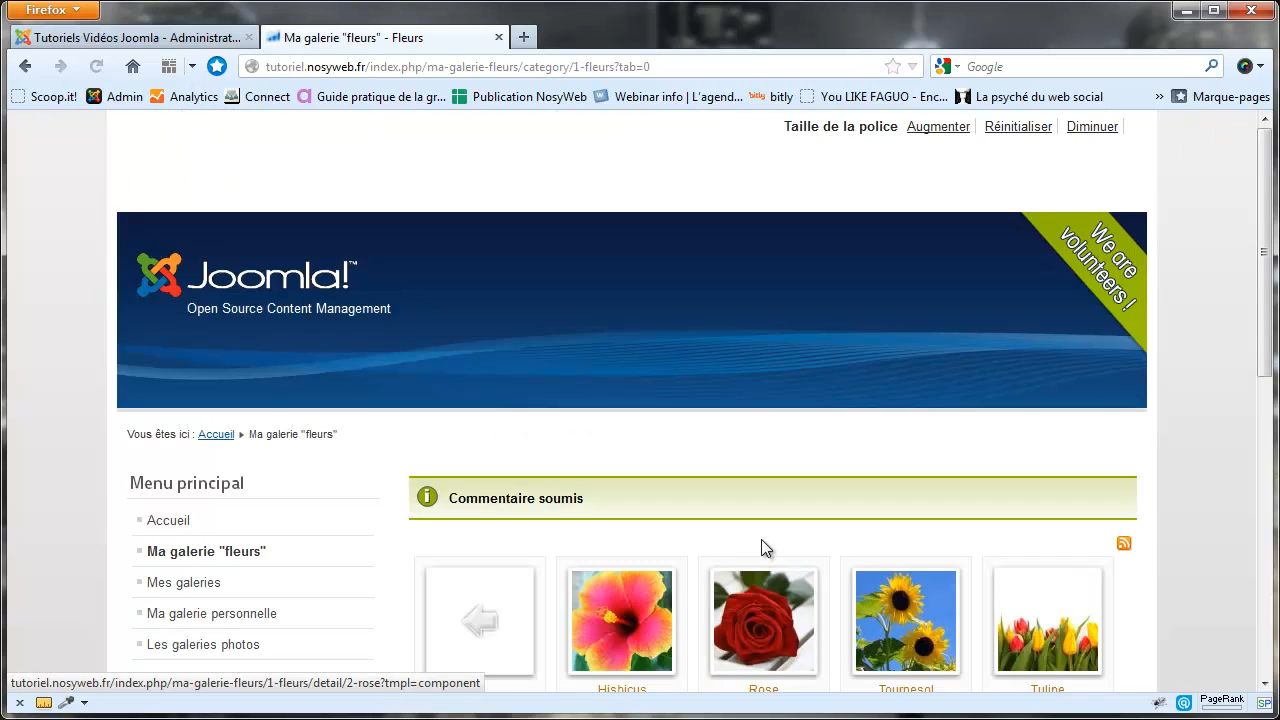 Firefox
Tutoriels Vidéos Joomla - Administrat...
Ma galerie "fleurs" - Fleurs
tutoriel.nosyweb.fr/index.php/ma-galerie-fleurs/category/1-fleurs?tab=0
Google
Scoop.it!
Admin
Analytics
Connect
Guide pratique de la gr...
Publication NosyWeb
Webinar info | L'agend...
bitly
You LIKE FAGUO - Enc...
La psyché du web social
»
Marque-pages
Taille de la police Augmenter Réinitialiser Diminuer
We are volunteers !
Joomla!™
Open Source Content Management
Vous êtes ici : Accueil Ma galerie "fleurs"
Menu principal
Commentaire soumis
Accueil
Ma galerie "fleurs"
Mes galeries
Ma galerie personnelle
Les galeries photos
Hisbicus
Rose
Tournesol
Tulipe
tutoriel.nosyweb.fr/index.php/ma-galerie-fleurs/1-fleurs/detail/2-rose?tmpl=component
PageRank
SP